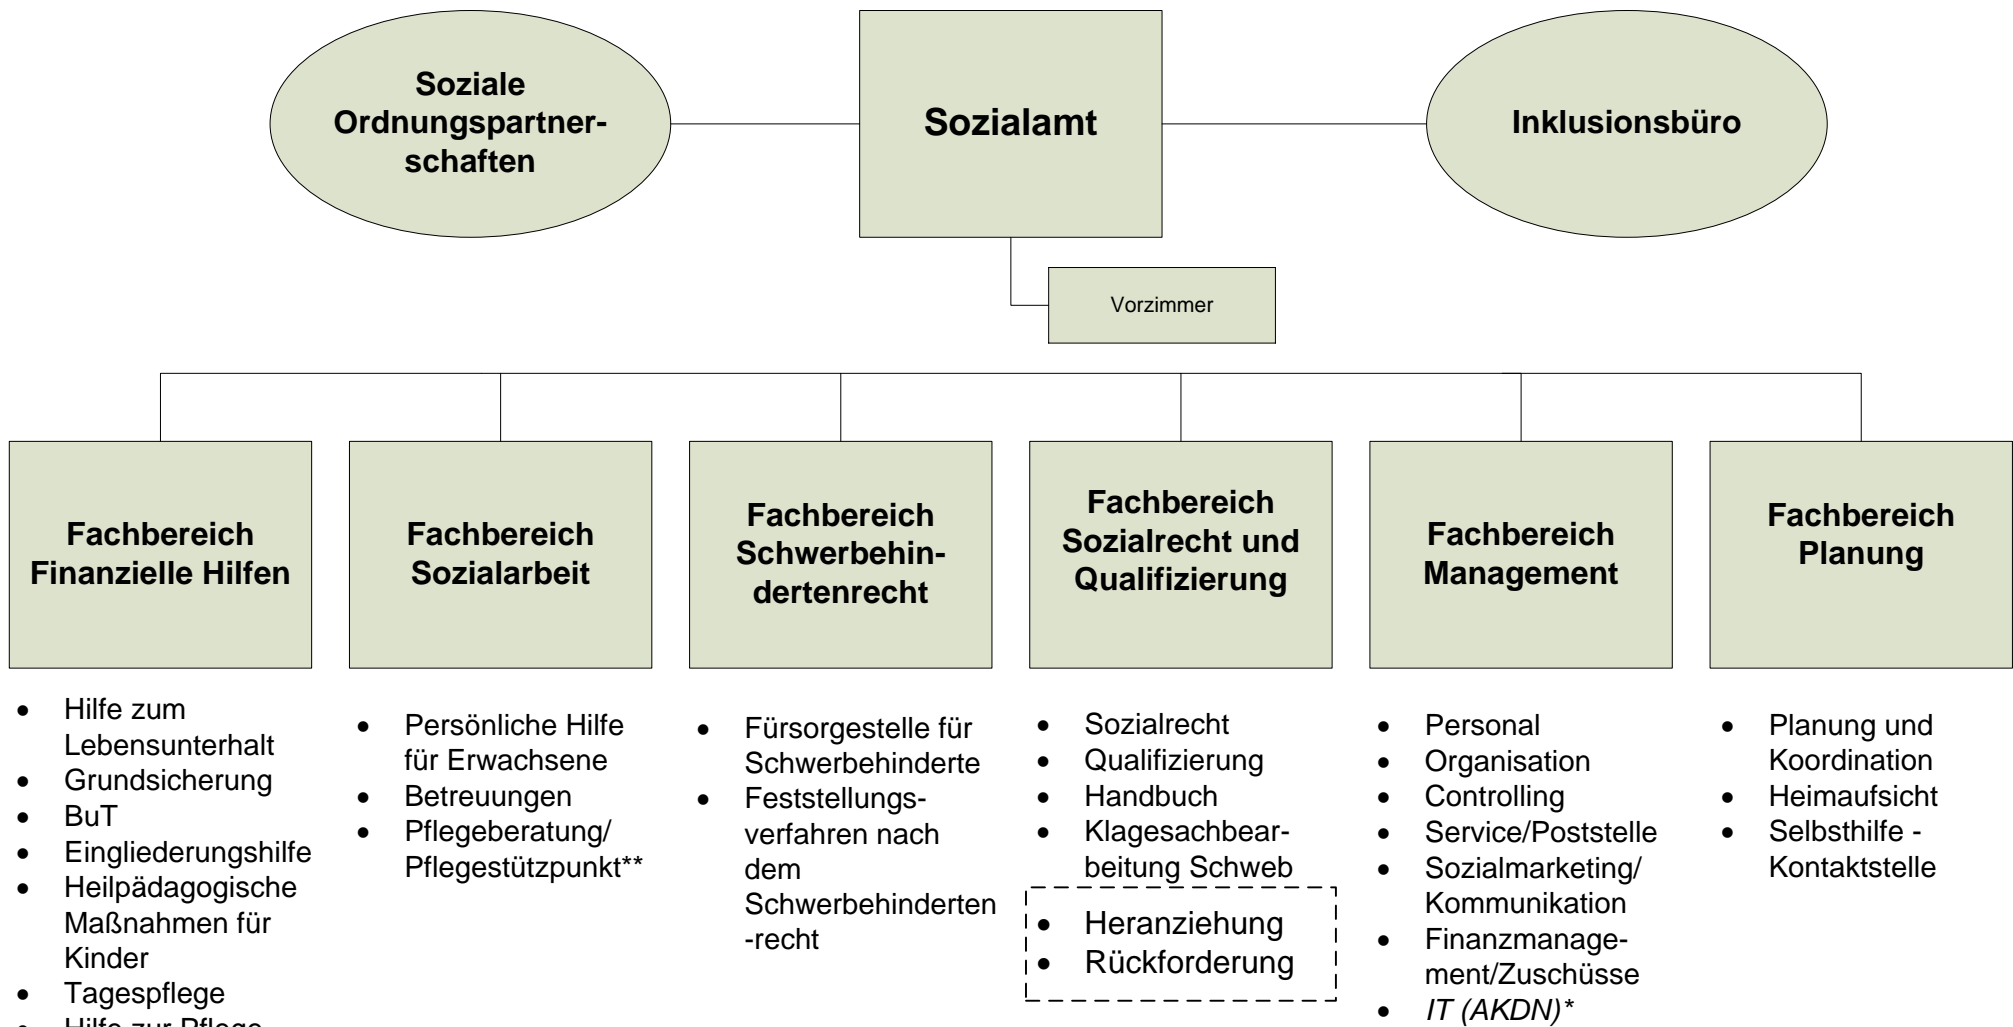 Soziale
Ordnungspartner-
schaften
Sozialamt
Inklusionsbüro
Vorzimmer
Fachbereich
Finanzielle Hilfen
Fachbereich
Sozialarbeit
Fachbereich
Schwerbehin-
dertenrecht
Fachbereich
Sozialrecht und
Qualifizierung
Fachbereich
Management
Fachbereich
Planung
• Hilfe zum
Lebensunterhalt
• Grundsicherung
• BuT
• Eingliederungshilfe
• Heilpädagogische
Maßnahmen für
Kinder
• Tagespflege
• Hilfe zur Pflege
• Persönliche Hilfe
für Erwachsene
• Betreuungen
• Pflegeberatung/
Pflegestützpunkt**
• Fürsorgestelle für
Schwerbehinderte
• Feststellungs-
verfahren nach
dem
Schwerbehinderten
-recht
• Sozialrecht
• Qualifizierung
• Handbuch
• Klagesachbear-
beitung Schweb
• Heranziehung
• Rückforderung
• Personal
• Organisation
• Controlling
• Service/Poststelle
• Sozialmarketing/
Kommunikation
• Finanzmanage-
ment/Zuschüsse
• IT (AKDN)*
• Planung und
Koordination
• Heimaufsicht
• Selbsthilfe -
Kontaktstelle